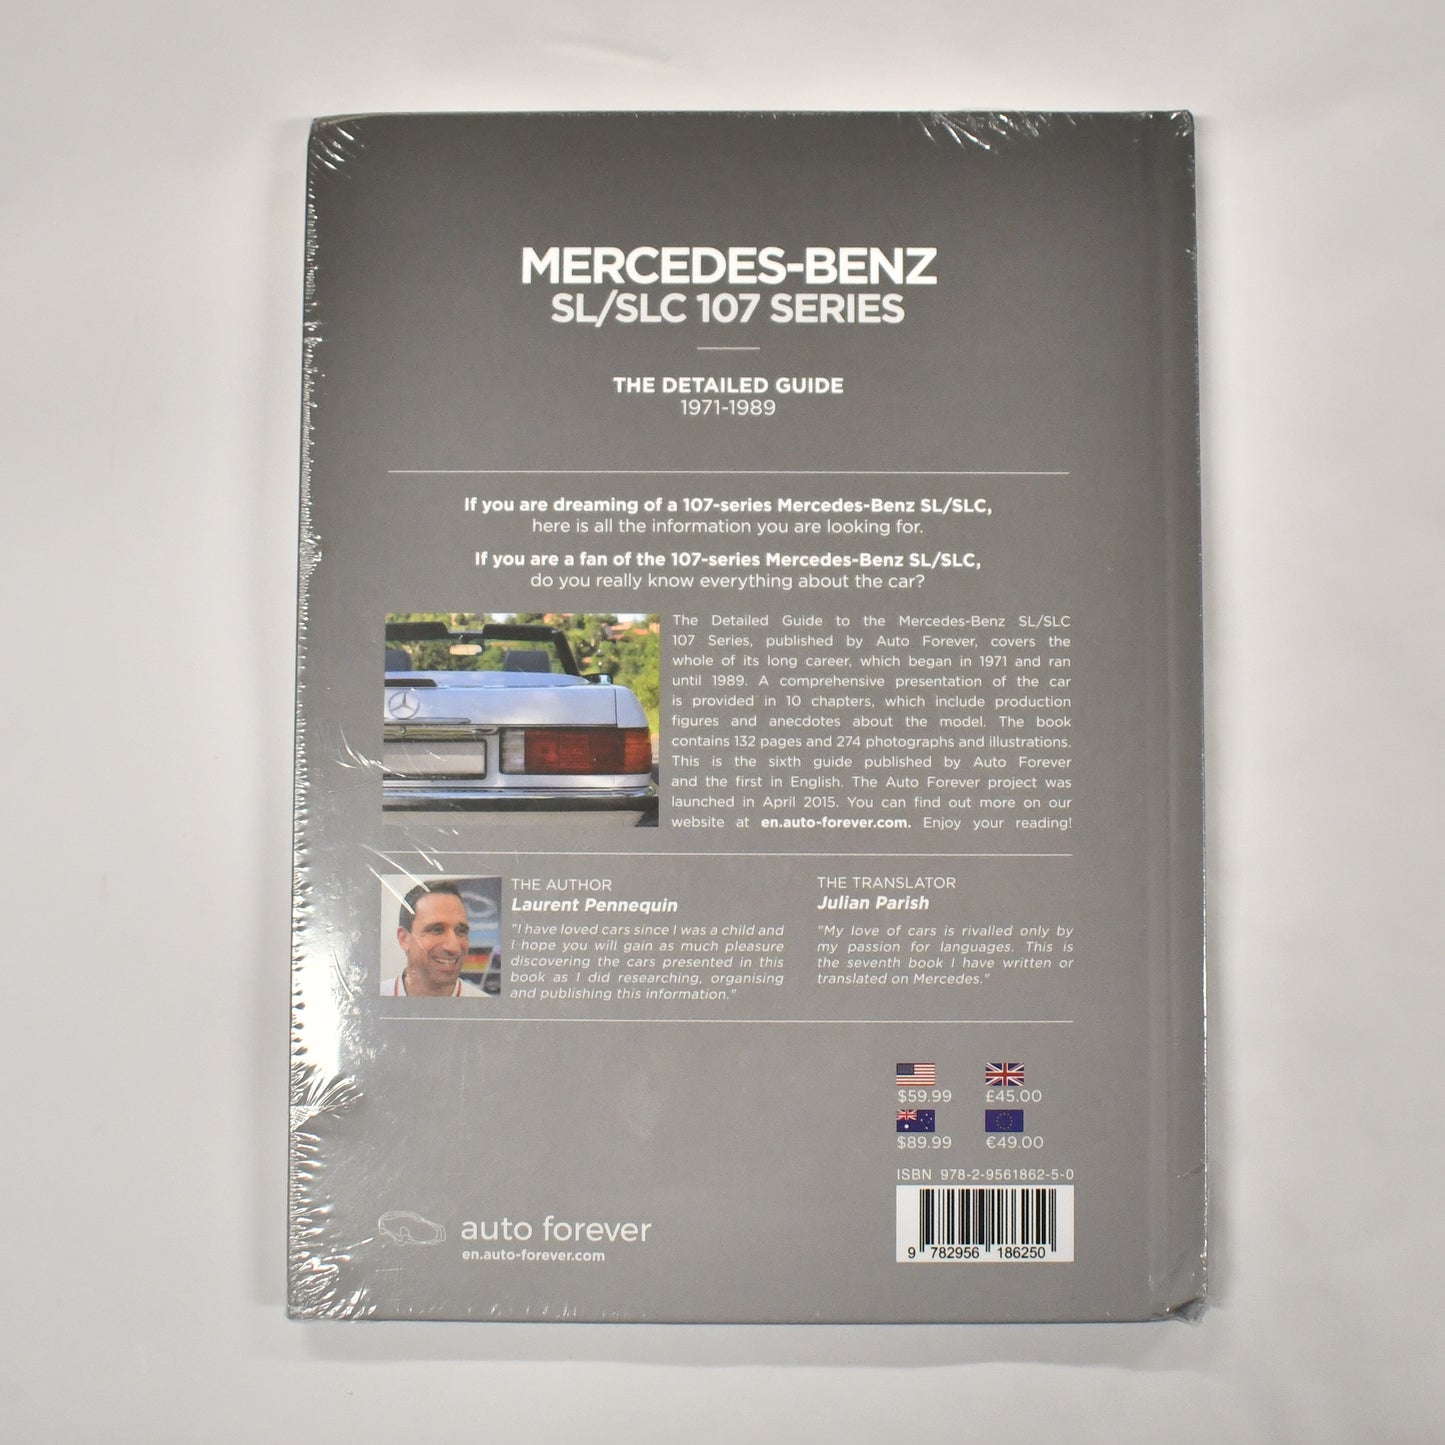 MERCEDES-BENZ
SL/SLC 107 SERIES
THE DETAILED GUIDE
1971-1989
If you are dreaming of a 107-series Mercedes-Benz SL/SLC,
here is all the information you are looking for.
If you are a fan of the 107-series Mercedes-Benz SL/SLC,
do you really know everything about the car?
The Detailed Guide to the Mercedes-Benz SL/SLC
107 Series, published by Auto Forever, covers the
whole of its long career, which began in 1971 and ran
until 1989. A comprehensive presentation of the car
is provided in 10 chapters, which include production
figures and anecdotes about the model. The book
contains 132 pages and 274 photographs and illustrations.
This is the sixth guide published by Auto Forever
and the first in English. The Auto Forever project was
launched in April 2015. You can find out more on our
website at en.auto-forever.com. Enjoy your reading!
THE AUTHOR
Laurent Pennequin
"I have loved cars since I was a child and
I hope you will gain as much pleasure
discovering the cars presented in this
book as I did researching, organising
and publishing this information."
THE TRANSLATOR
Julian Parish
"My love of cars is rivalled only by
my passion for languages. This is
the seventh book I have written or
translated on Mercedes."
$59.99 £45.00
$89.99 €49.00
ISBN 978-2-9561862-5-0
9 782956 186250
auto forever
en.auto-forever.com